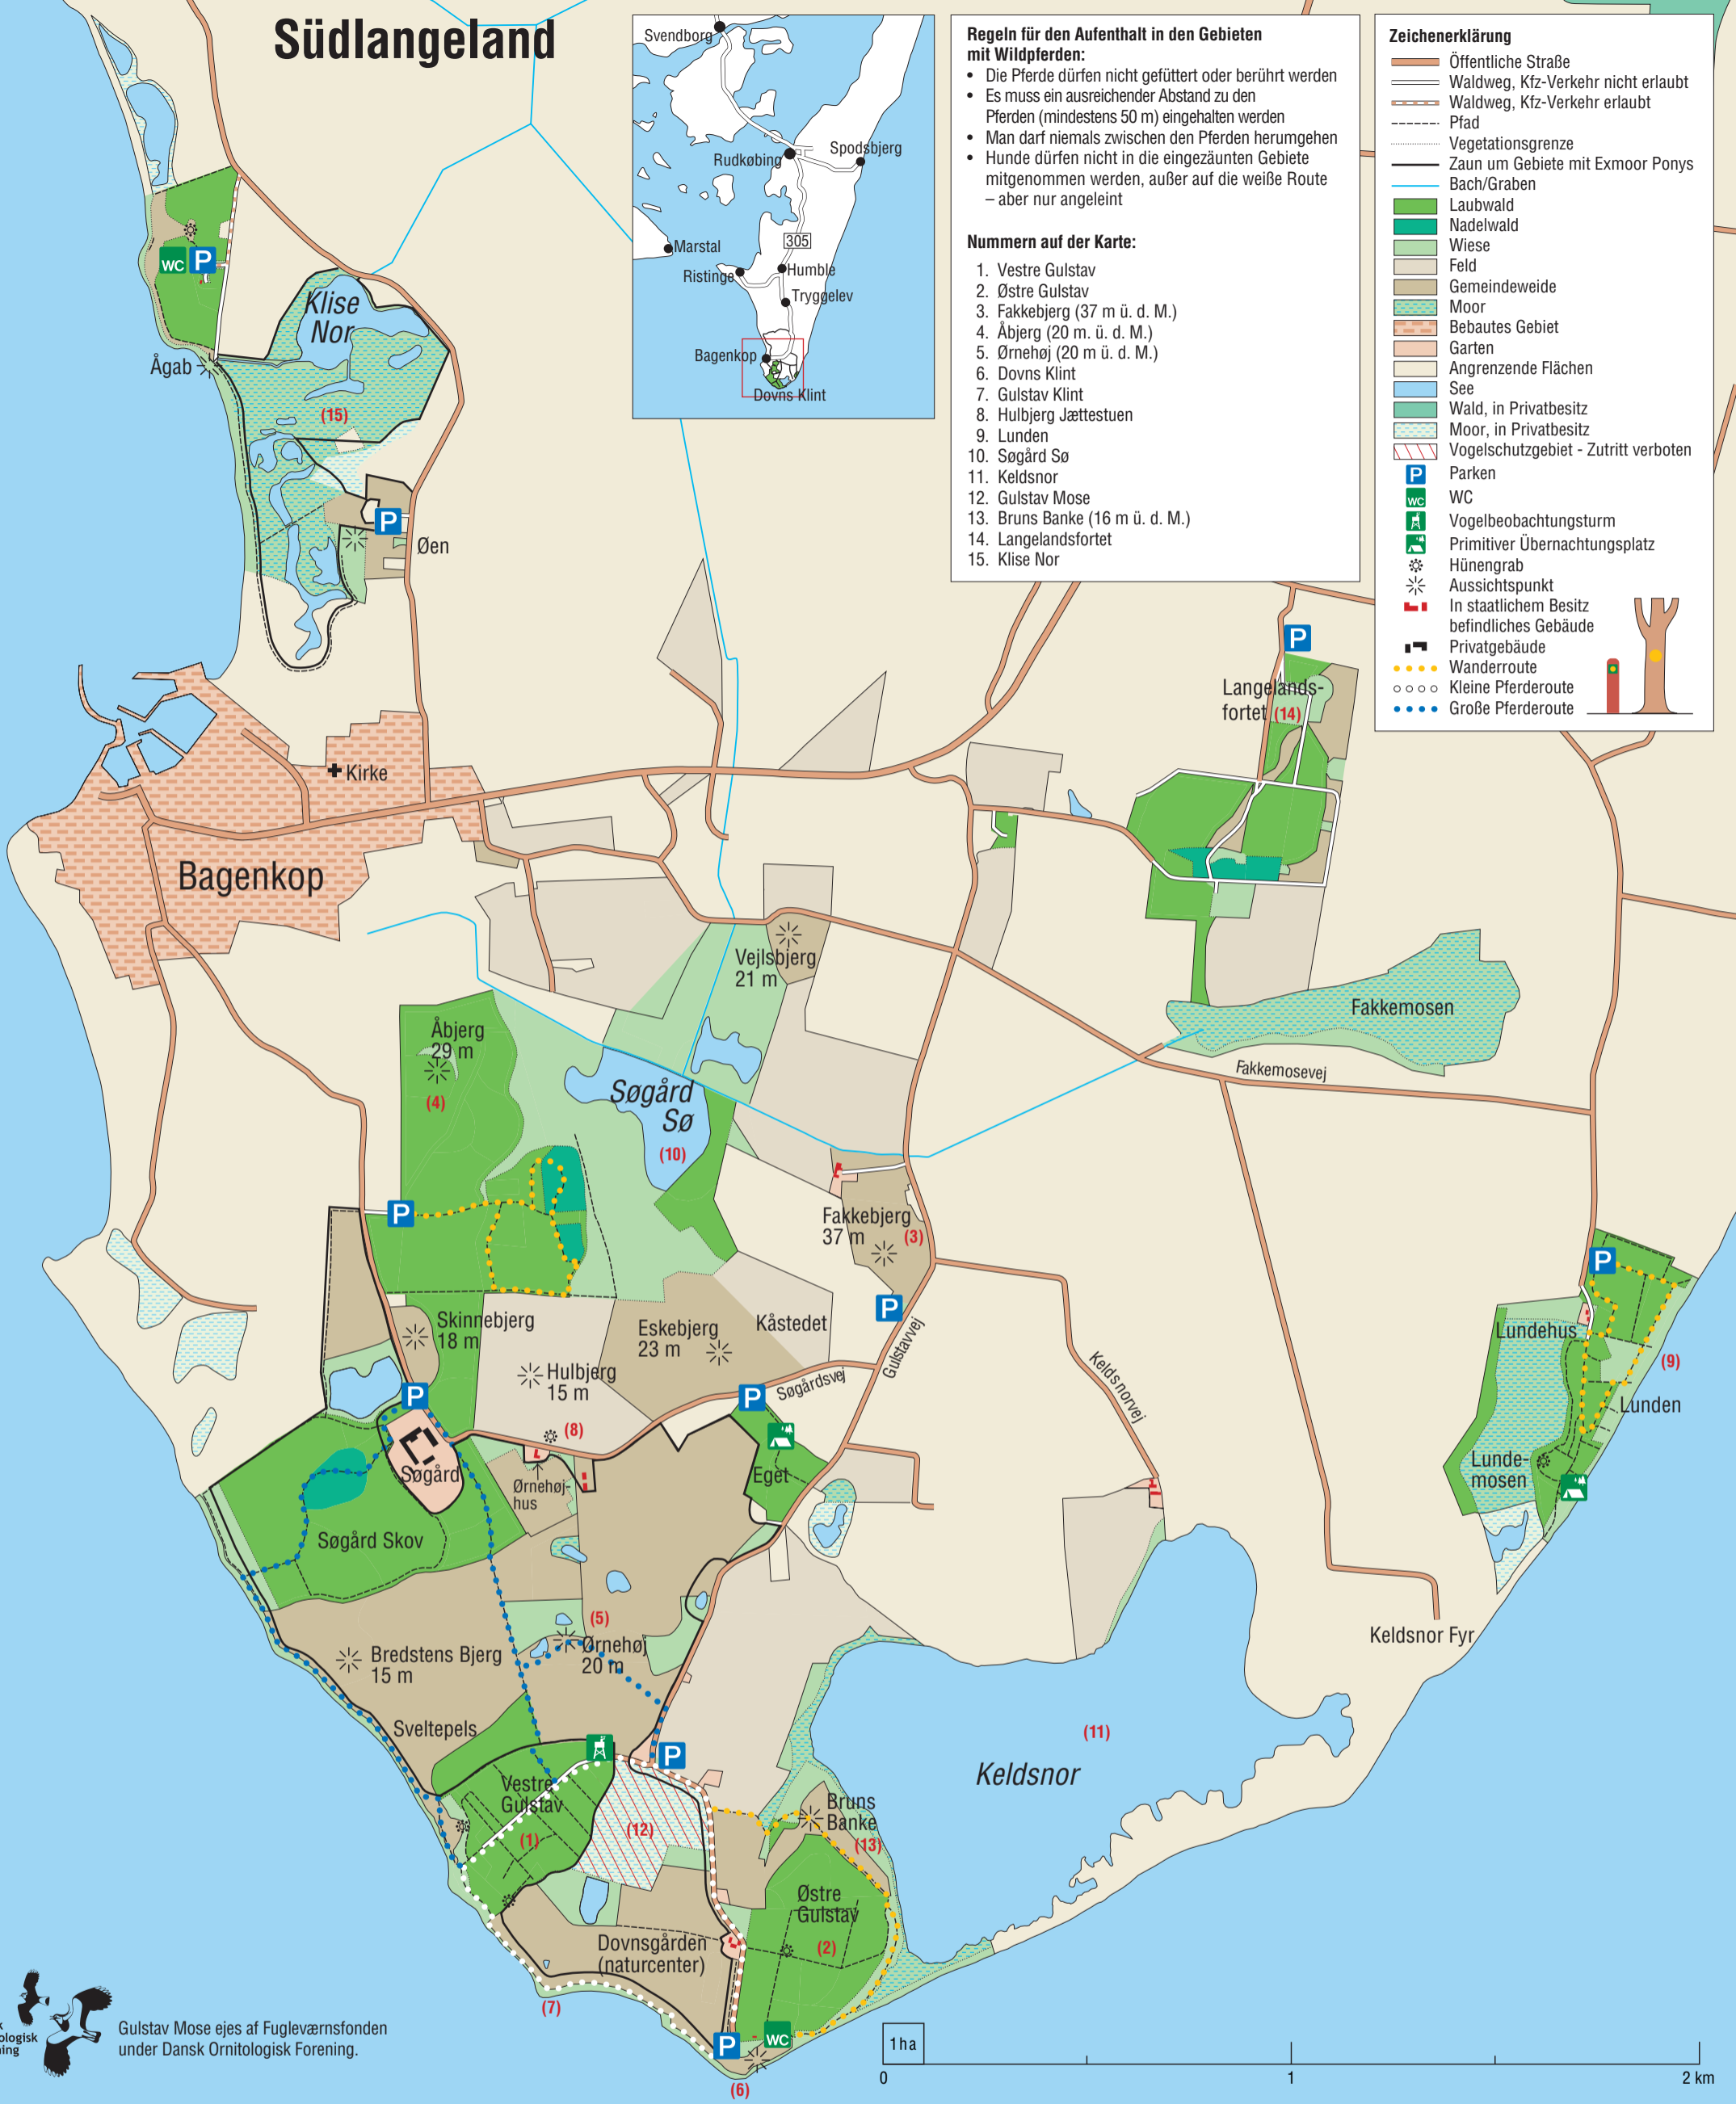 Südlangeland
Svendborg
Rudkøbing
Spodsbjerg
Marstal
305
Ristinge
Humble
Tryggelev
Bagenkop
Dovns Klint
Regeln für den Aufenthalt in den Gebieten
mit Wildpferden:
• Die Pferde dürfen nicht gefüttert oder berührt werden
• Es muss ein ausreichender Abstand zu den
Pferden (mindestens 50 m) eingehalten werden
• Man darf niemals zwischen den Pferden herumgehen
• Hunde dürfen nicht in die eingezäunten Gebiete
mitgenommen werden, außer auf die weiße Route
– aber nur angeleint
Nummern auf der Karte:
1. Vestre Gulstav
2. Østre Gulstav
3. Fakkebjerg (37 m ü. d. M.)
4. Åbjerg (20 m. ü. d. M.)
5. Ørnehøj (20 m ü. d. M.)
6. Dovns Klint
7. Gulstav Klint
8. Hulbjerg Jættestuen
9. Lunden
10. Søgård Sø
11. Keldsnor
12. Gulstav Mose
13. Bruns Banke (16 m ü. d. M.)
14. Langelandsfortet
15. Klise Nor
Zeichenerklärung
Öffentliche Straße
Waldweg, Kfz-Verkehr nicht erlaubt
Waldweg, Kfz-Verkehr erlaubt
Pfad
Vegetationsgrenze
Zaun um Gebiete mit Exmoor Ponys
Bach/Graben
Laubwald
Nadelwald
Wiese
Feld
Gemeindeweide
Moor
Bebautes Gebiet
Garten
Angrenzende Flächen
See
Wald, in Privatbesitz
Moor, in Privatbesitz
Vogelschutzgebiet - Zutritt verboten
P Parken
WC WC
Vogelbeobachtungsturm
Primitiver Übernachtungsplatz
Hünengrab
Aussichtspunkt
In staatlichem Besitz
befindliches Gebäude
Privatgebäude
Wanderroute
Kleine Pferderoute
Große Pferderoute
WC P
Klise
Nor
Ågab
(15)
P
Øen
P
Langelands-
fortet (14)
Kirke
Bagenkop
Vejlsbjerg
21 m
Fakkemosen
Fakkemosevej
Åbjerg
29 m
(4)
Søgård
Sø
(10)
P
Fakkebjerg
37 m
(3)
P
P
Skinnebjerg
18 m
Eskebjerg
23 m
Kåstedet
Gulstavvej
Søgårdsvej
Keldsnorvej
Lundehus
(9)
Lunden
Hulbjerg
15 m
P
P
(8)
Søgård
Ørnehøj-
hus
Eget
Lunde-
mosen
Søgård Skov
(5)
Ørnehøj
20 m
Bredstens Bjerg
15 m
Keldsnor Fyr
Sveltepels
P
(11)
Keldsnor
Vestre
Gulstav
(1)
(12)
Bruns
Banke
(13)
Østre
Gulstav
(2)
Dovnsgården
(naturcenter)
(7)
P
WC
(6)
ologisk
ning
Gulstav Mose ejes af Fugleværnsfonden
under Dansk Ornitologisk Forening.
1 ha
0
1
2 km